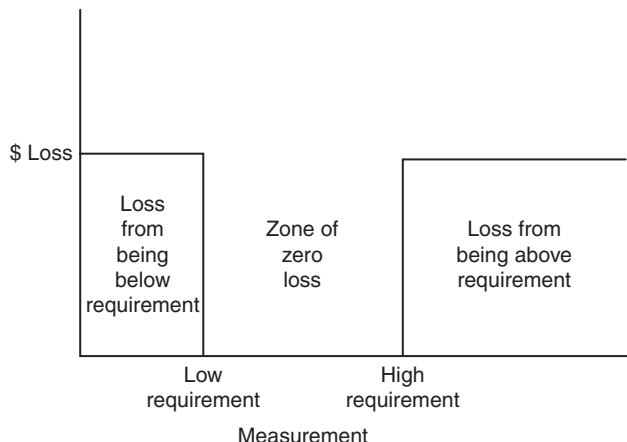 $ Loss
Loss
from
being
below
requirement
Zone of
zero
loss
Loss from
being above
requirement
Low
requirement
High
requirement
Measurement